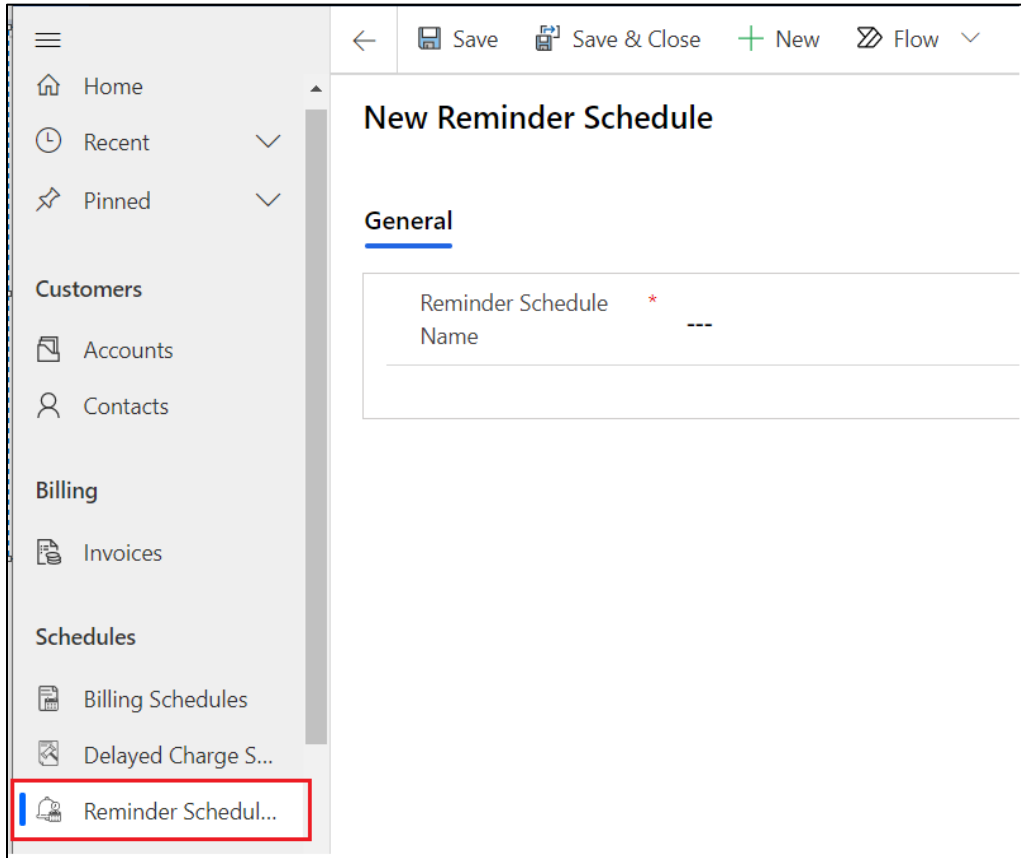 Home
Recent
Pinned
Customers
Accounts
Contacts
Billing
Invoices
Schedules
Billing Schedules
Delayed Charge S...
Reminder Schedul...
Save
Save & Close
New
Flow
New Reminder Schedule
General
Reminder Schedule *
Name
---